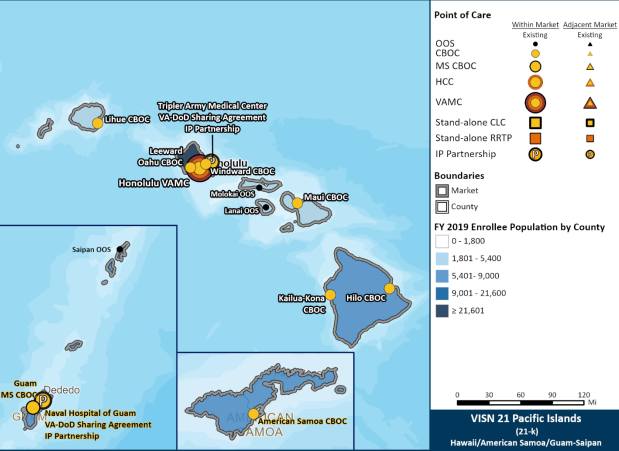 Lihue CBOC
Tripler Army Medical Center
VA-DoD Sharing Agreement
IP Partnership
Leeward
Oahu CBOC
Windward CBOC
Honolulu VAMC
Molokai OOS
Lanai OOS
Maui CBOC
Kailua-Kona
CBOC
Hilo CBOC
Saipan OOS
Guam
MS CBOC
Dededo
P
Naval Hospital of Guam
VA-DoD Sharing Agreement
IP Partnership
American Samoa CBOC
Point of Care
Within Market
Adjacent Market
Existing
Existing
OOS
CBOC
MS CBOC
HCC
VAMC
Stand-alone CLC
Stand-alone RRTP
IP Partnership
P
P
Boundaries
Market
County
FY 2019 Enrollee Population by County
0 - 1,800
1,801 - 5,400
5,401- 9,000
9,001 - 21,600
≥ 21,601
0 30 60 90 120
Mi
VISN 21 Pacific Islands
(21-k)
Hawaii/American Samoa/Guam-Saipan